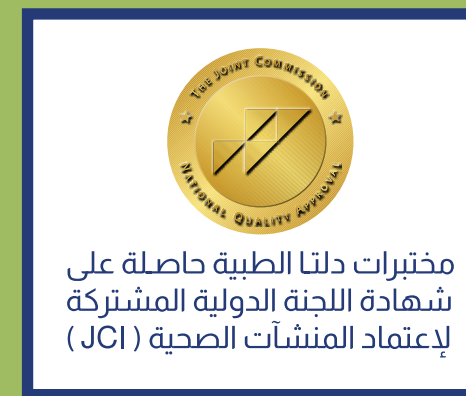 THE JOINT COMMISSION
NATIONAL QUALITY APPROVAL
مختبرات دلتا الطبية حاصلة على
شهادة اللجنة الدولية المشتركة
لإعتماد المنشآت الصحية ( JCI )